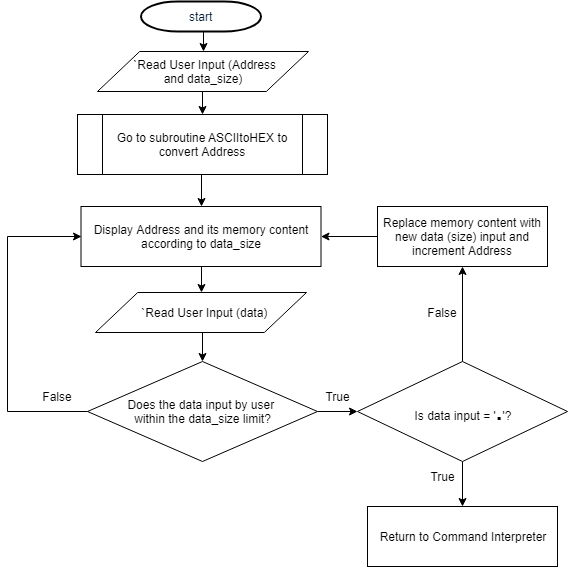 start
`Read User Input (Address
and data_size)
Go to subroutine ASCIItoHEX to
convert Address
Display Address and its memory content
according to data_size
Replace memory content with
new data (size) input and
increment Address
`Read User Input (data)
False
False
Does the data input by user
within the data_size limit?
True
Is data input = '.'?
True
Return to Command Interpreter